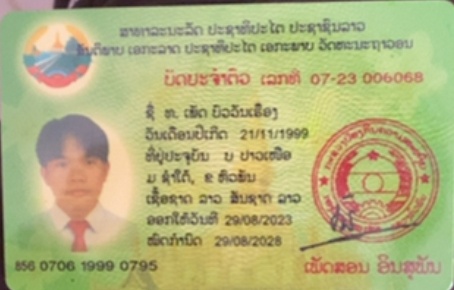 ສາທາລະນະລັດ ປະຊາທິປະໄຕ ປະຊາຊົນລາວ
ສັນຕິພາບ ເອກະລາດ ປະຊາທິປະໄຕ ເອກະພາບ ວັດທະນະຖາວອນ
ບັດປະຈຳຕົວ ເລກທີ 07-23 006068
ຊື່ ທ. ເພັດ ບົວວັນເຮືອງ
ວັນເດືອນປີເກີດ 21/11/1999
ທີ່ຢູ່ປະຈຸບັນ ບ ປາວເໜືອ
ມ ຊຳໃຕ້, ຂ ຫົວພັນ
ເຊື້ອຊາດ ລາວ ສັນຊາດ ລາວ
ອອກໃຫ້ວັນທີ 29/08/2023
ໝົດກຳນົດ 29/08/2028
856 0706 1999 0795
ເພັດສອນ ອິນສຸພັນ